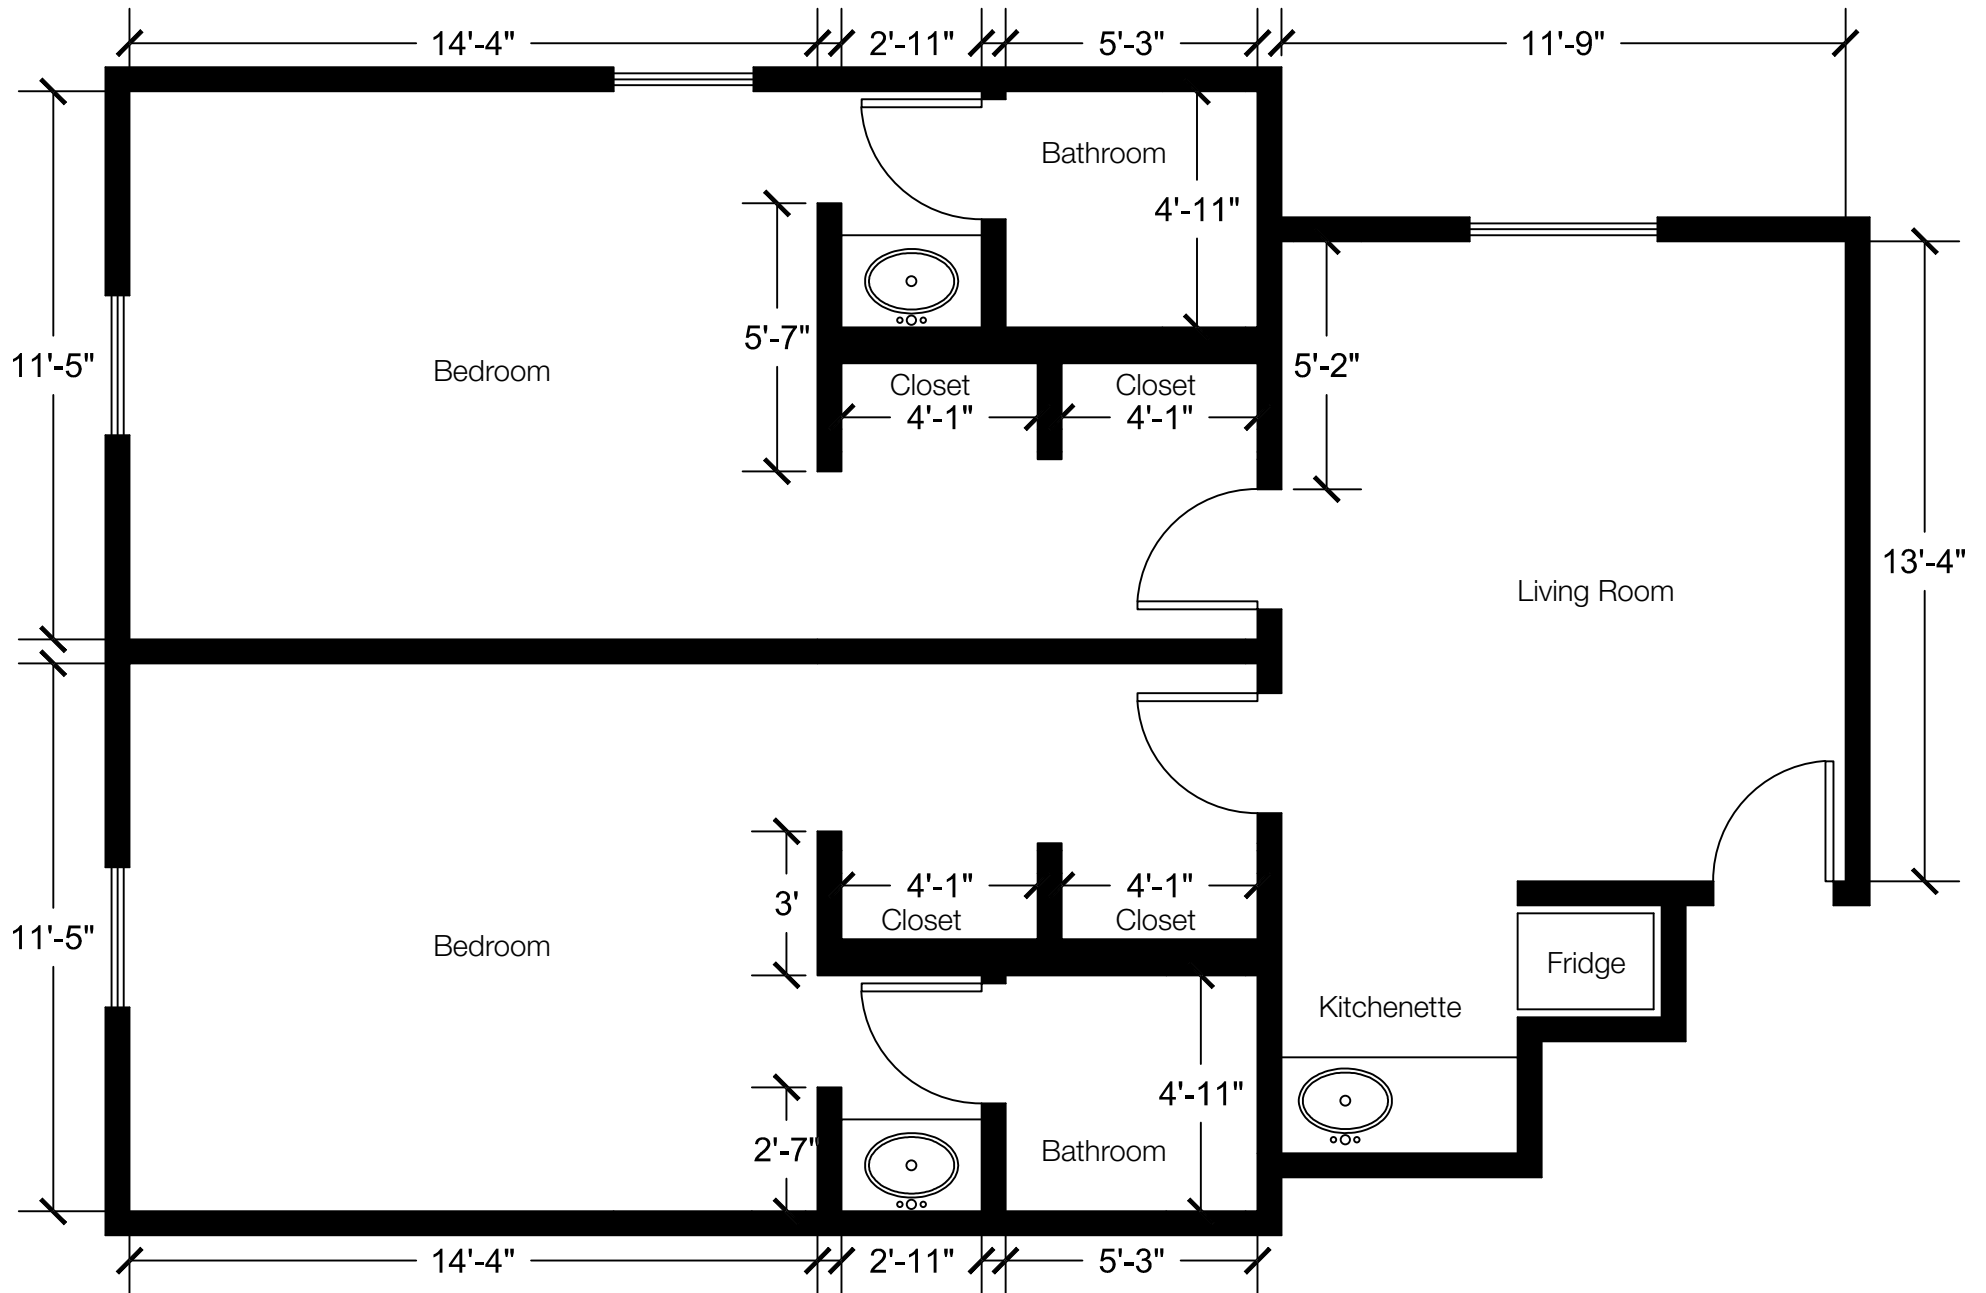 14'-4" 2'-11" 5'-3" 11'-9"
Bathroom
4'-11"
5'-7"
11'-5"
Bedroom
5'-2"
Closet Closet
4'-1" 4'-1"
13'-4"
Living Room
4'-1" 4'-1"
3'
Closet Closet
11'-5"
Bedroom
Fridge
Kitchenette
4'-11"
2'-7"
Bathroom
14'-4" 2'-11" 5'-3"